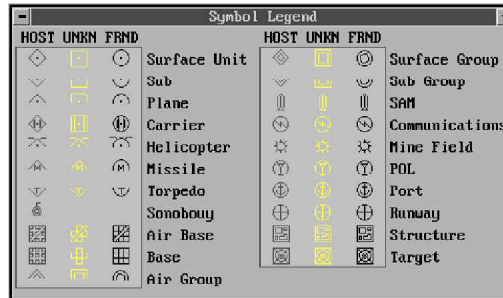 Symbol Legend
HOST UNKN FRND
Surface Unit
Sub
Plane
Carrier
Helicopter
Missile
Torpedo
Sonobouy
Air Base
Base
Air Group
HOST UNKN FRND
Surface Group
Sub Group
SAM
Communications
Mine Field
POL
Port
Runway
Structure
Target